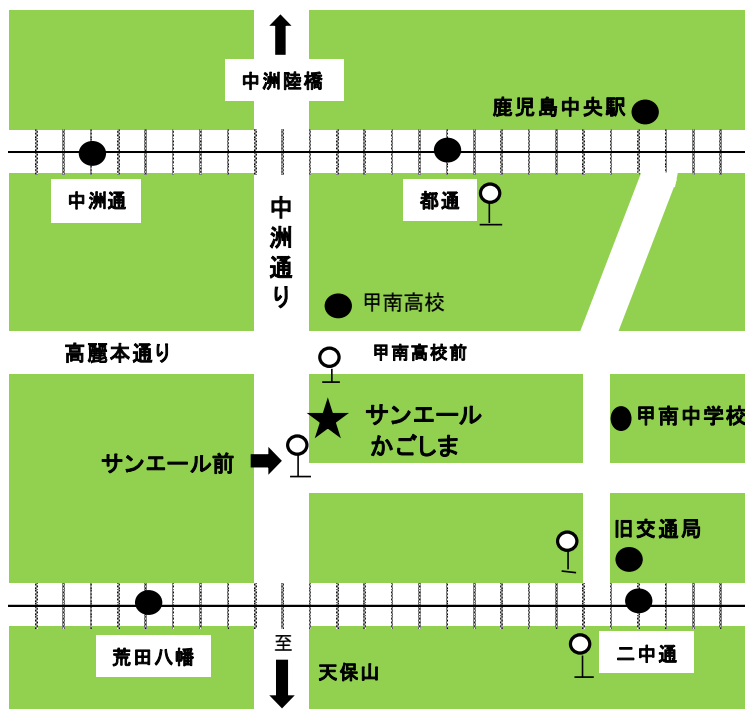 中洲陸橋
鹿児島中央駅
中洲通
都通
中洲通り
甲南高校
高麗本通り
甲南高校前
サンエール
かごしま
甲南中学校
サンエール前
旧交通局
荒田八幡
至
天保山
二中通